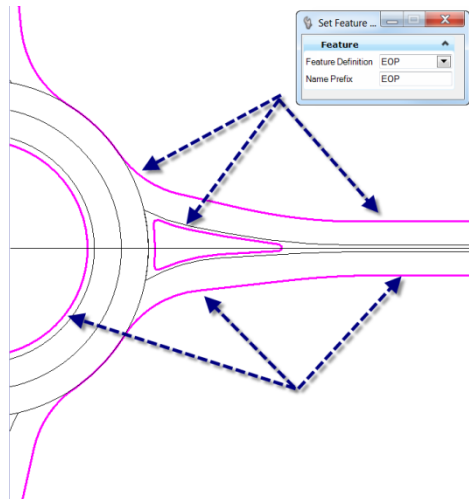 Set Feature ...
Feature
Feature Definition EOP
Name Prefix EOP